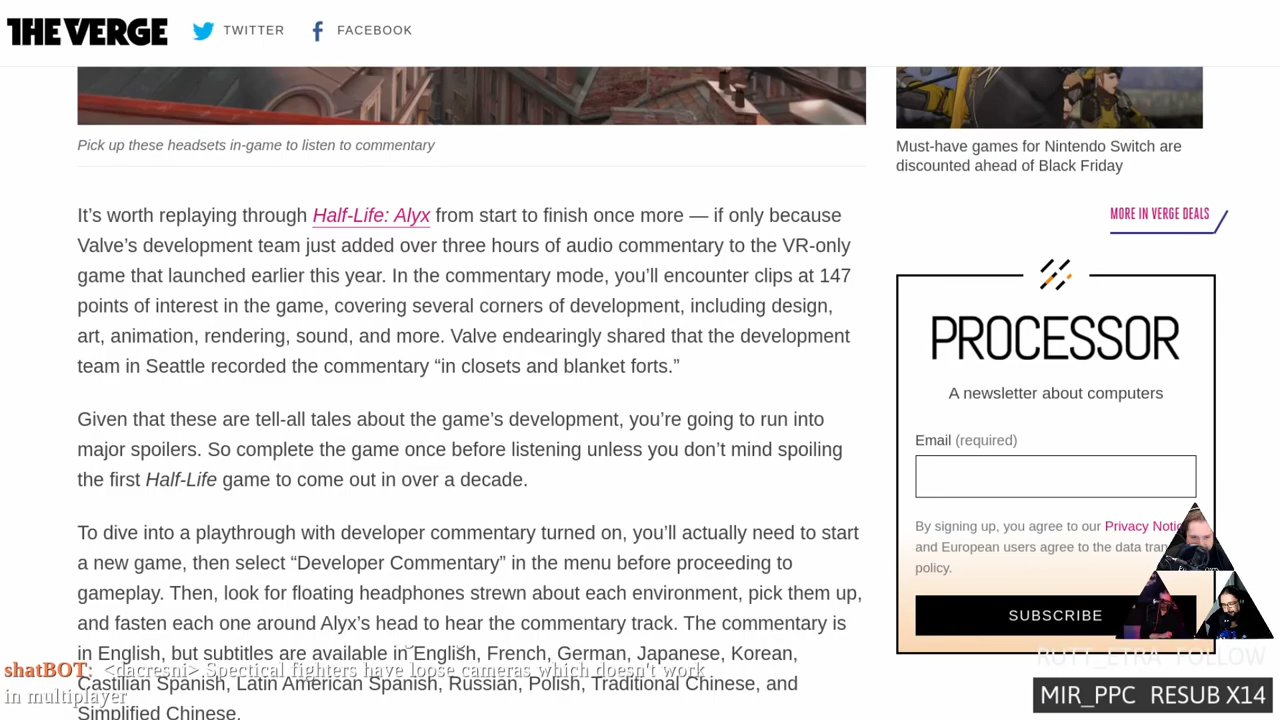 THE VERGE
TWITTER
FACEBOOK
Pick up these headsets in-game to listen to commentary
It’s worth replaying through Half-Life: Alyx from start to finish once more — if only because
Valve’s development team just added over three hours of audio commentary to the VR-only
game that launched earlier this year. In the commentary mode, you’ll encounter clips at 147
points of interest in the game, covering several corners of development, including design,
art, animation, rendering, sound, and more. Valve endearingly shared that the development
team in Seattle recorded the commentary “in closets and blanket forts.”
Given that these are tell-all tales about the game’s development, you’re going to run into
major spoilers. So complete the game once before listening unless you don’t mind spoiling
the first Half-Life game to come out in over a decade.
To dive into a playthrough with developer commentary turned on, you’ll actually need to start
a new game, then select “Developer Commentary” in the menu before proceeding to
gameplay. Then, look for floating headphones strewn about each environment, pick them up,
and fasten each one around Alyx’s head to hear the commentary track. The commentary is
in English, but subtitles are available in English, French, German, Japanese, Korean,
Castilian Spanish, Latin American Spanish, Russian, Polish, Traditional Chinese, and
Simplified Chinese.
shatBOT: <dacresni> Spectical fighters have loose cameras which doesn't work
in multiplayer
Must-have games for Nintendo Switch are
discounted ahead of Black Friday
MORE IN VERGE DEALS
PROCESSOR
A newsletter about computers
Email (required)
By signing up, you agree to our Privacy Notic
and European users agree to the data tran
policy.
SUBSCRIBE
RUTT_ETRA FOLLOW
MIR_PPC RESUB X14